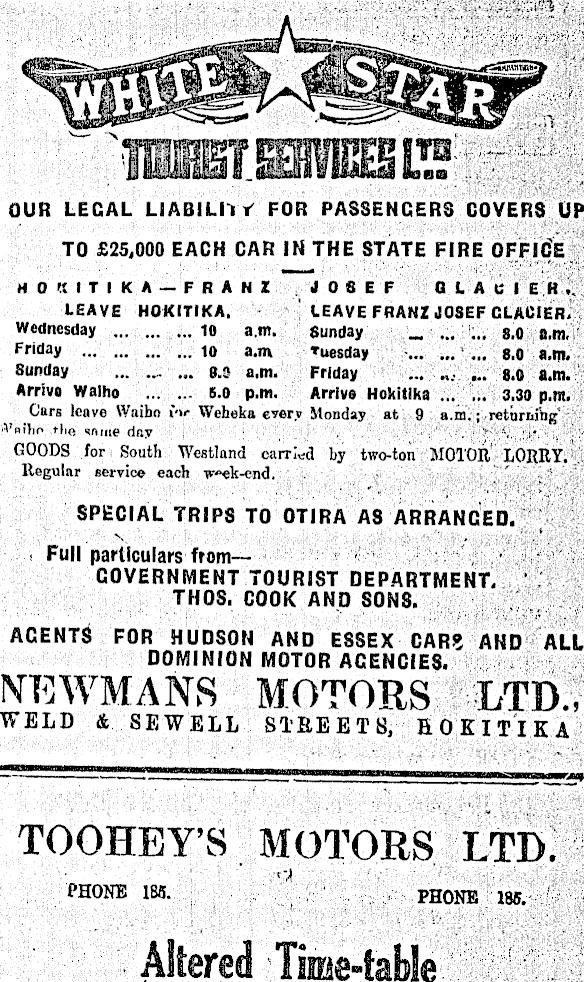 WHITE STAR
TOURIST SERVICES LTD
OUR LEGAL LIABILITY FOR PASSENGERS COVERS UP
TO £25,000 EACH CAR IN THE STATE FIRE OFFICE
HOKITIKA—FRANZ JOSEF GLACIER.
LEAVE HOKITIKA.
Wednesday ... ... ... 10 a.m.
Friday ... ... ... 10 a.m
Sunday ... ... ... a.m.
Arrive Waiho ... ... 5.0 p.m.
LEAVE FRANZ JOSEF GLACIER.
Sunday ... ... ... 8.0 a.m.
Tuesday ... ... ... 8.0 a.m.
Friday ... ... ... 8.0 a.m.
Arrive Hokitika ... ... 3.30 p.m.
Cars leave Waiho for Weheka every Monday at 9 a.m.; returning
Waiho the same day
GOODS for South Westland carried by two-ton MOTOR LORRY.
Regular service each week-end.
SPECIAL TRIPS TO OTIRA AS ARRANGED.
Full particulars from—
GOVERNMENT TOURIST DEPARTMENT.
THOS. COOK AND SONS.
AGENTS FOR HUDSON AND ESSEX CARS AND ALL
DOMINION MOTOR AGENCIES.
NEWMANS MOTORS LTD.,
WELD & SEWELL STREETS, HOKITIKA
TOOHEY'S MOTORS LTD.
PHONE 185. PHONE 185.
Altered Time-table